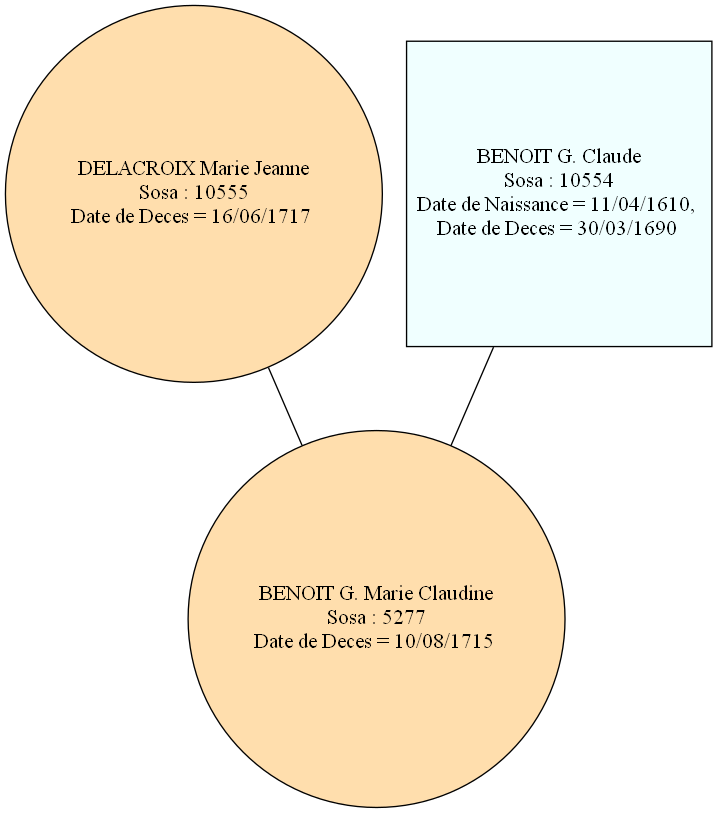 DELACROIX Marie Jeanne
Sosa : 10555
Date de Deces = 16/06/1717
BENOIT G. Claude
Sosa : 10554
Date de Naissance = 11/04/1610,
Date de Deces = 30/03/1690
BENOIT G. Marie Claudine
Sosa : 5277
Date de Deces = 10/08/1715